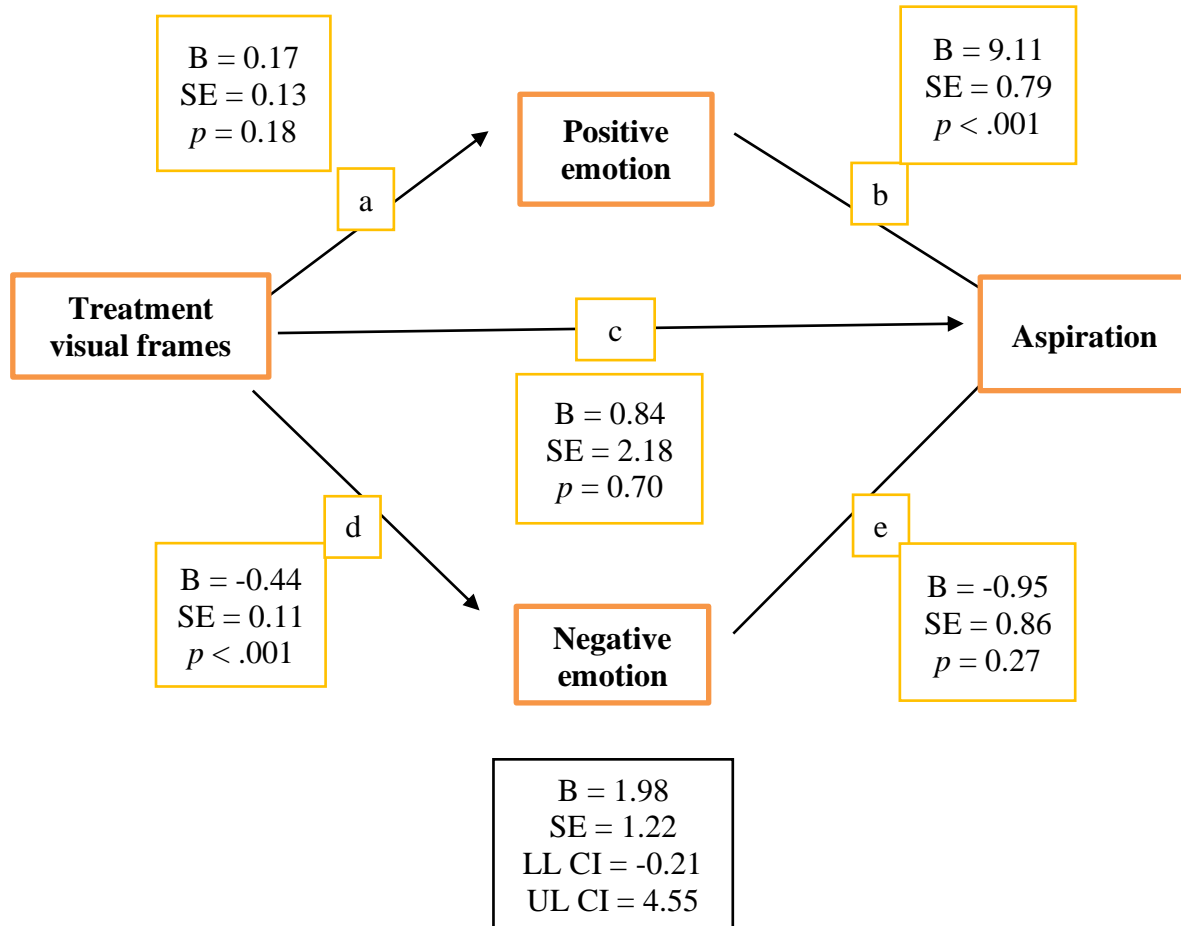 B = 0.17
SE = 0.13
p = 0.18
B = 9.11
SE = 0.79
p < .001
Positive
emotion
a
b
Treatment
visual frames
c
Aspiration
B = 0.84
SE = 2.18
p = 0.70
d
e
B = -0.44
SE = 0.11
p < .001
B = -0.95
SE = 0.86
p = 0.27
Negative
emotion
B = 1.98
SE = 1.22
LL CI = -0.21
UL CI = 4.55